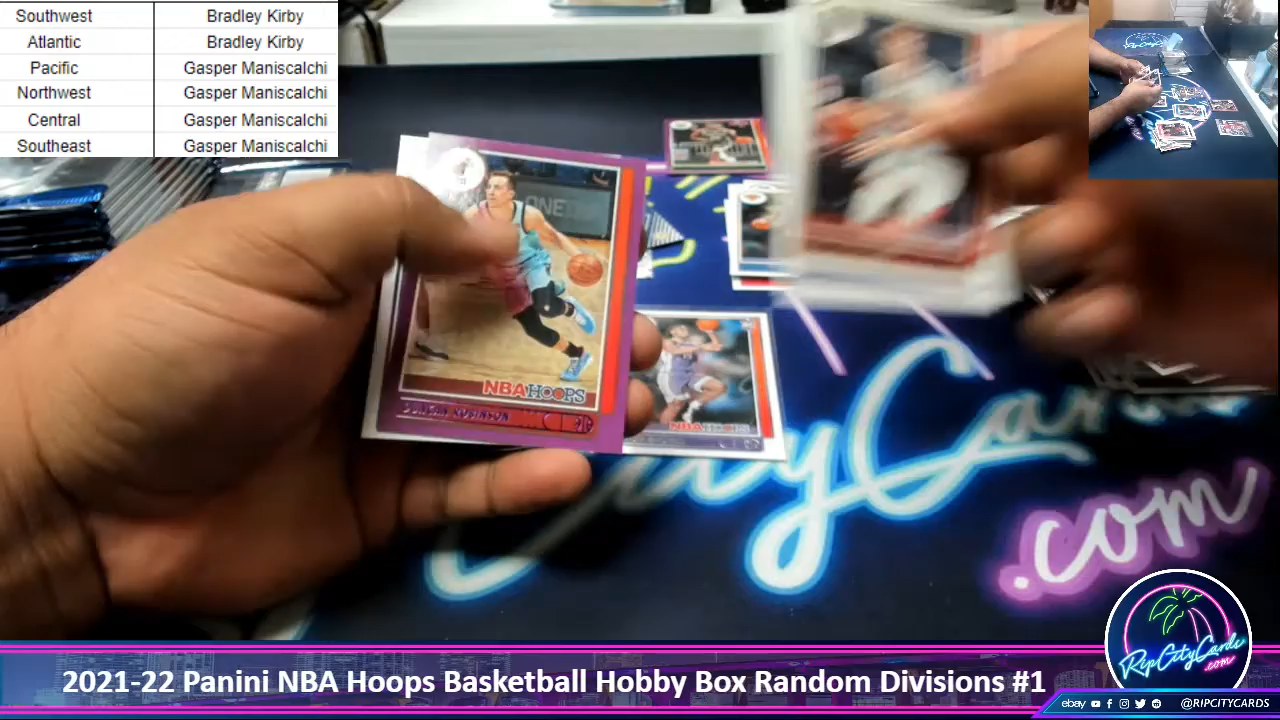 Southwest Bradley Kirby
Atlantic Bradley Kirby
Pacific Gasper Maniscalchi
Northwest Gasper Maniscalchi
Central Gasper Maniscalchi
Southeast Gasper Maniscalchi
NBA HOOPS
DUNCAN ROBINSON
NBA HOOPS
.com
RipCityCards
.com
2021-22 Panini NBA Hoops Basketball Hobby Box Random Divisions #1
ebay @RIPCITYCARDS